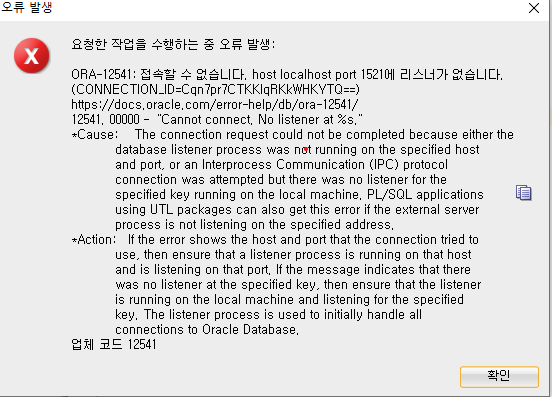 오류 발생
요청한 작업을 수행하는 중 오류 발생:
ORA-12541: 접속할 수 없습니다. host localhost port 1521에 리스너가 없습니다.
(CONNECTION_ID=Cqn7pr7CTKKlqRKkWHKYTQ==)
https://docs.oracle.com/error-help/db/ora-12541/
12541. 00000 - "Cannot connect. No listener at %s."
*Cause: The connection request could not be completed because either the
database listener process was not running on the specified host
and port, or an Interprocess Communication (IPC) protocol
connection was attempted but there was no listener for the
specified key running on the local machine. PL/SQL applications
using UTL packages can also get this error if the external server
process is not listening on the specified address.
*Action: If the error shows the host and port that the connection tried to
use, then ensure that a listener process is running on that host
and is listening on that port. If the message indicates that there
was no listener at the specified key, then ensure that the listener
is running on the local machine and listening for the specified
key. The listener process is used to initially handle all
connections to Oracle Database.
업체 코드 12541
확인